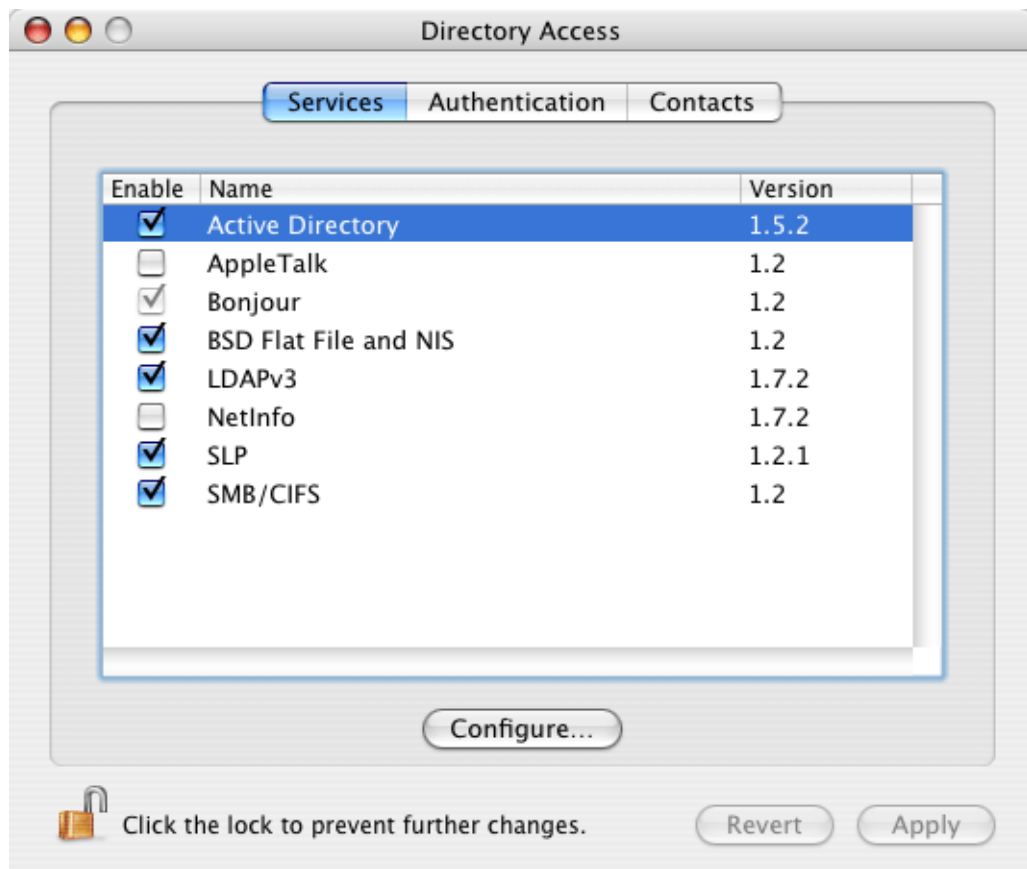 Directory Access
Services Authentication Contacts
Enable Name Version
Active Directory 1.5.2
AppleTalk 1.2
Bonjour 1.2
BSD Flat File and NIS 1.2
LDAPv3 1.7.2
NetInfo 1.7.2
SLP 1.2.1
SMB/CIFS 1.2
Configure...
Click the lock to prevent further changes. Revert Apply